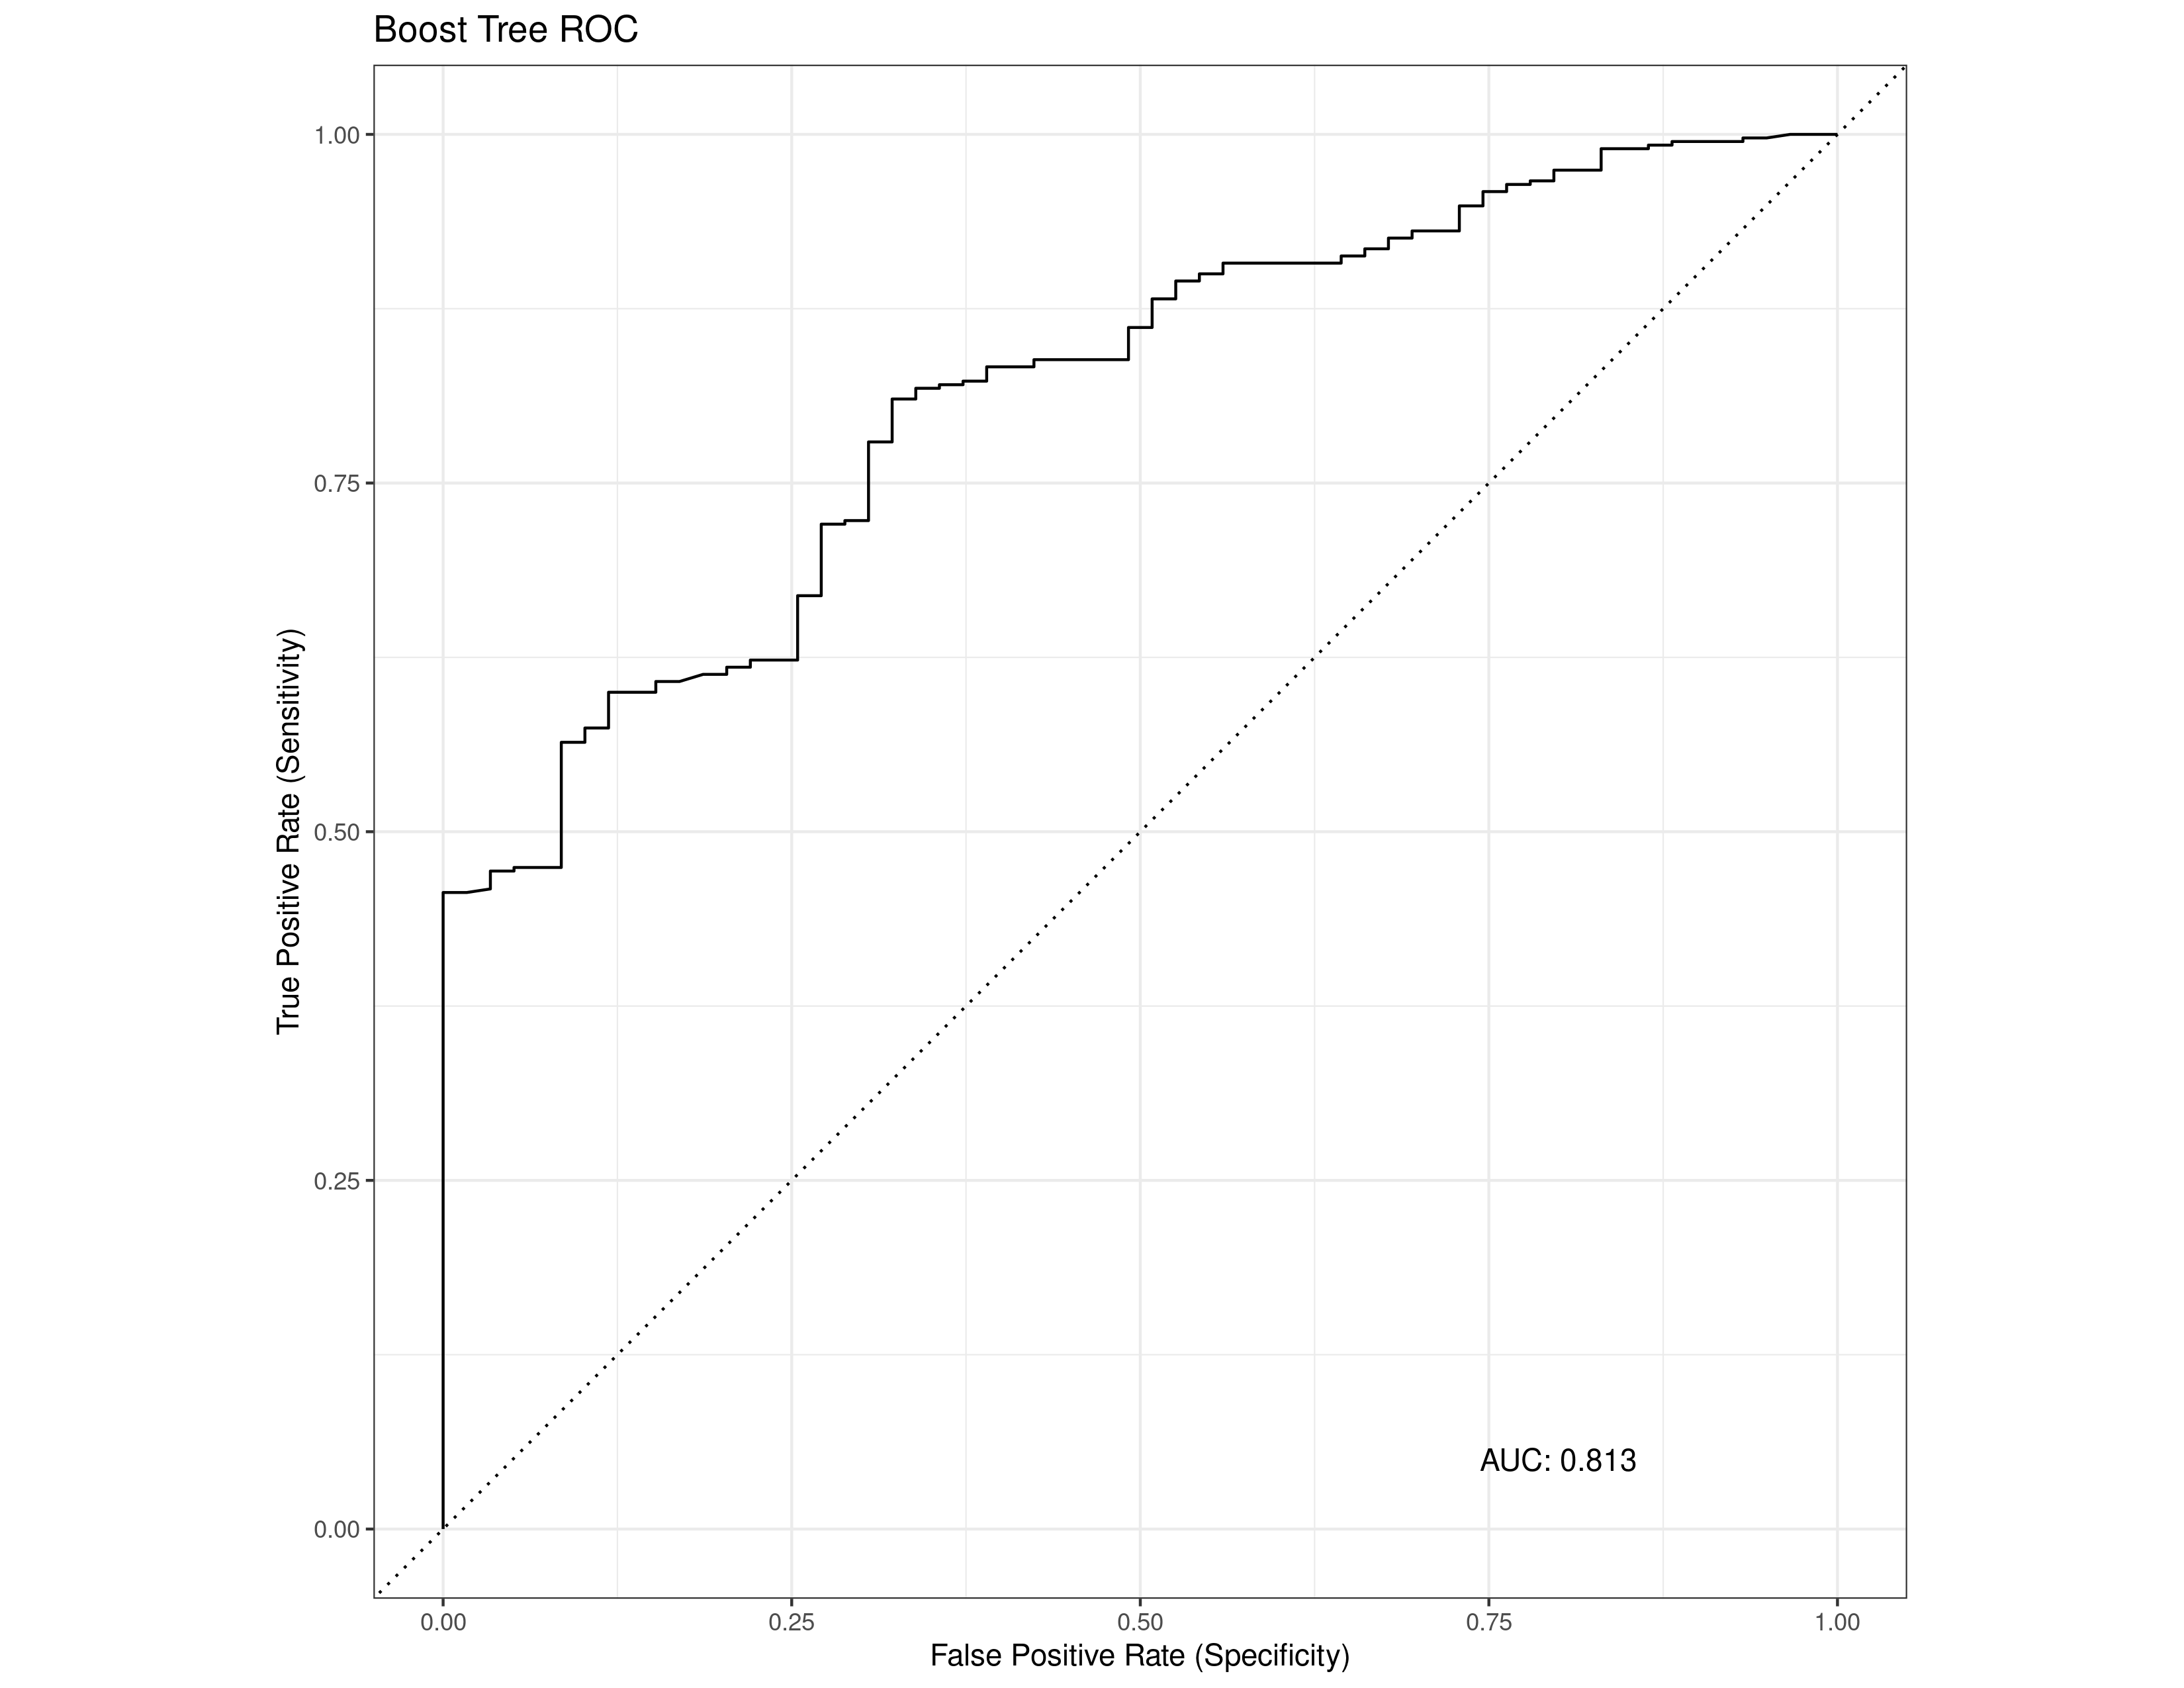 Boost Tree ROC
True Positive Rate (Sensitivity)
1.00
0.75
0.50
0.25
0.00
AUC: 0.813
0.00 0.25 0.50 0.75 1.00
False Positive Rate (Specificity)